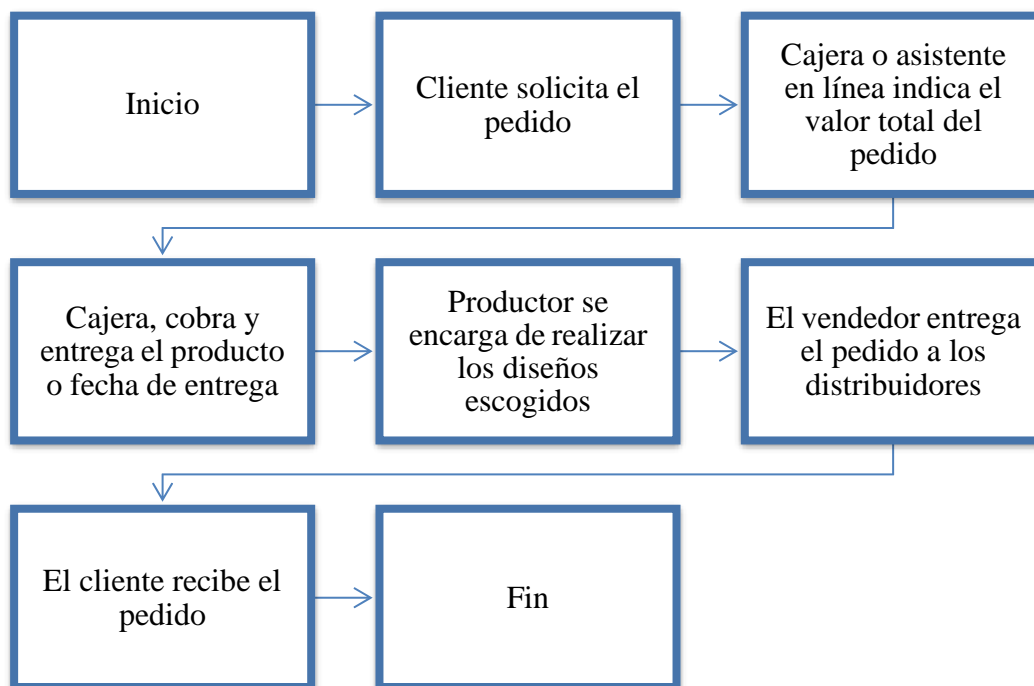 Inicio
Cliente solicita el
pedido
Cajera o asistente
en línea indica el
valor total del
pedido
Cajera, cobra y
entrega el producto
o fecha de entrega
Productor se
encarga de realizar
los diseños
escogidos
El vendedor entrega
el pedido a los
distribuidores
El cliente recibe el
pedido
Fin